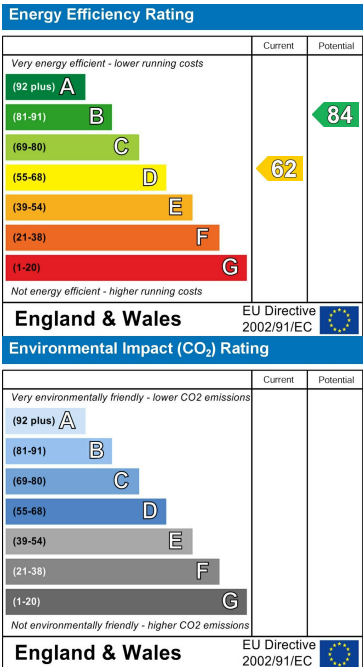 Energy Efficiency Rating
Current Potential
Very energy efficient - lower running costs
(92 plus) A
(81-91) B
(69-80) C
(55-68) D
(39-54) E
(21-38) F
(1-20) G
84
62
Not energy efficient - higher running costs
England & Wales
EU Directive
2002/91/EC
Environmental Impact (CO₂) Rating
Current Potential
Very environmentally friendly - lower CO2 emissions
(92 plus) A
(81-91) B
(69-80) C
(55-68) D
(39-54) E
(21-38) F
(1-20) G
Not environmentally friendly - higher CO2 emissions
England & Wales
EU Directive
2002/91/EC